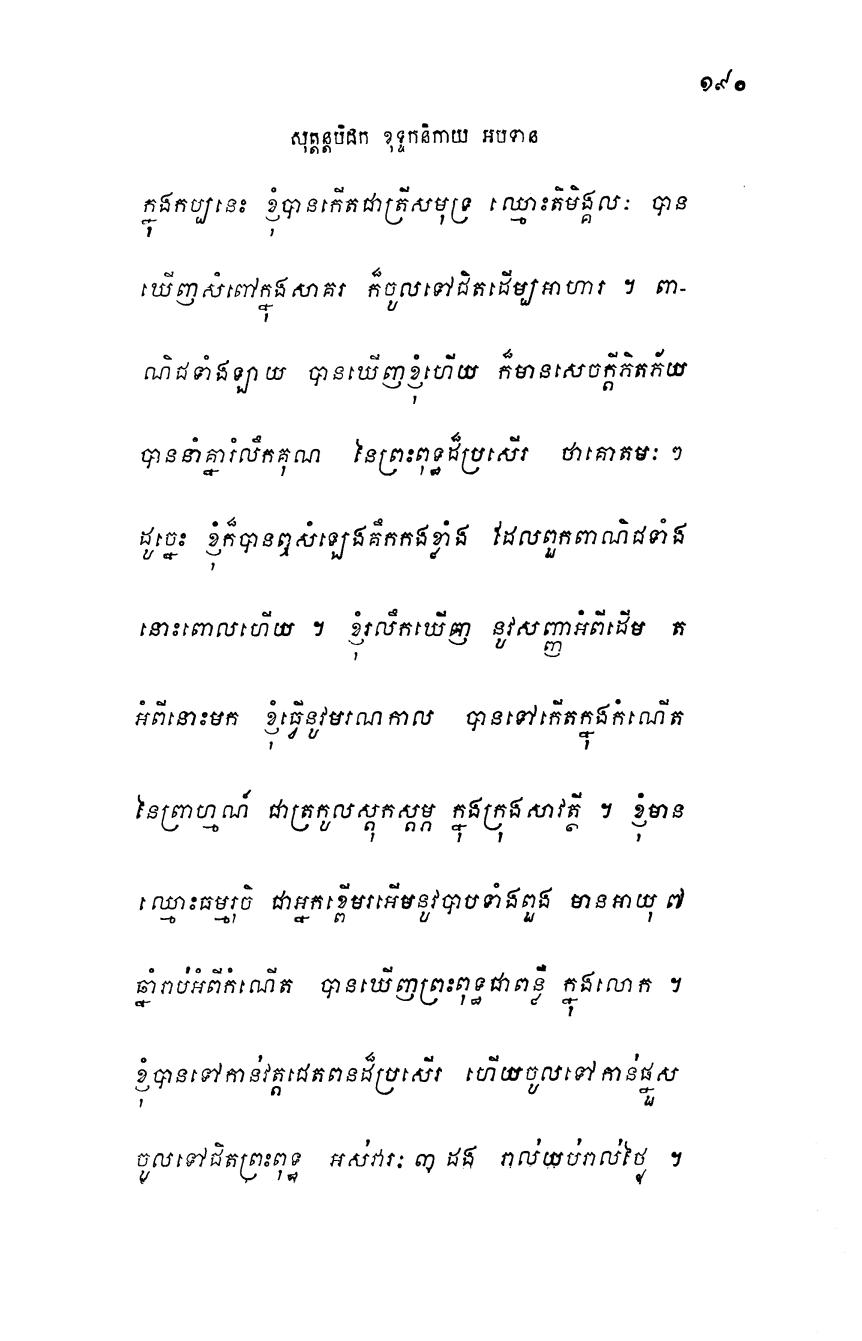 ១៩០
សុត្តន្តបិដក ខុទ្ទកនិកាយ អបទាន
ក្នុងកប្បនេះ ខ្ញុំបានកើតជាត្រីសមុទ្រ ឈ្មោះតិមិង្គលៈ បាន
ឃើញសំពៅក្នុងសាគរ ក៏ចូលទៅជិតដើម្បីអាហារ ។ ពា-
ណិជទាំងឡាយ បានឃើញខ្ញុំហើយ ក៏មានសេចក្តីភិតភ័យ
បាននាំគ្នារំលឹកគុណ នៃព្រះពុទ្ធដ៏ប្រសើរ ថាគោតមៈ ៗ
ដូច្នេះ ខ្ញុំក៏បានឮសំឡេងគឹកកងខ្លាំង ដែលពួកពាណិជទាំង
នោះពោលហើយ ។ ខ្ញុំរលឹកឃើញ នូវសញ្ញាអំពីដើម ត
អំពីនោះមក ខ្ញុំធ្វើនូវមរណកាល បានទៅកើតក្នុងកំណើត
នៃព្រាហ្មណ៍ ជាត្រកូលស្តុកស្តម្ភ ក្នុងក្រុងសាវត្ថី ។ ខ្ញុំមាន
ឈ្មោះធម្មរុចិ ជាអ្នកខ្ពើមរអើមនូវបាបទាំងពួង មានអាយុ ៧
ឆ្នាំរាប់អំពីកំណើត បានឃើញព្រះពុទ្ធជាពន្លឺ ក្នុងលោក ។
ខ្ញុំបានទៅកាន់វត្តជេតពនដ៏ប្រសើរ ហើយចូលទៅកាន់ផ្នួស
ចូលទៅជិតព្រះពុទ្ធ អស់វារៈ ៣ ដង រាល់យប់រាល់ថ្ងៃ ។